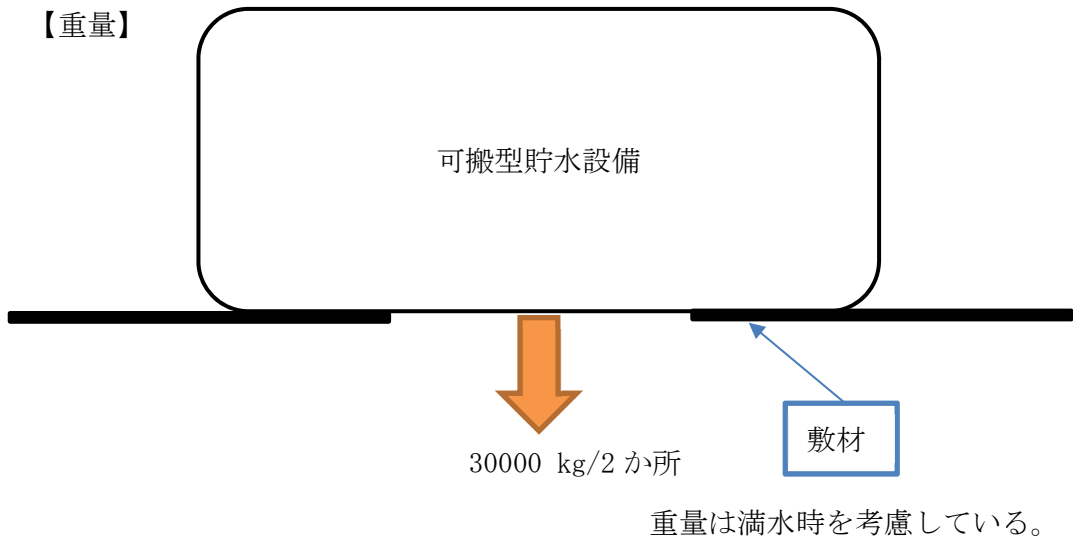 【重量】
可搬型貯水設備
30000 kg/2 か所
敷材
重量は満水時を考慮している。